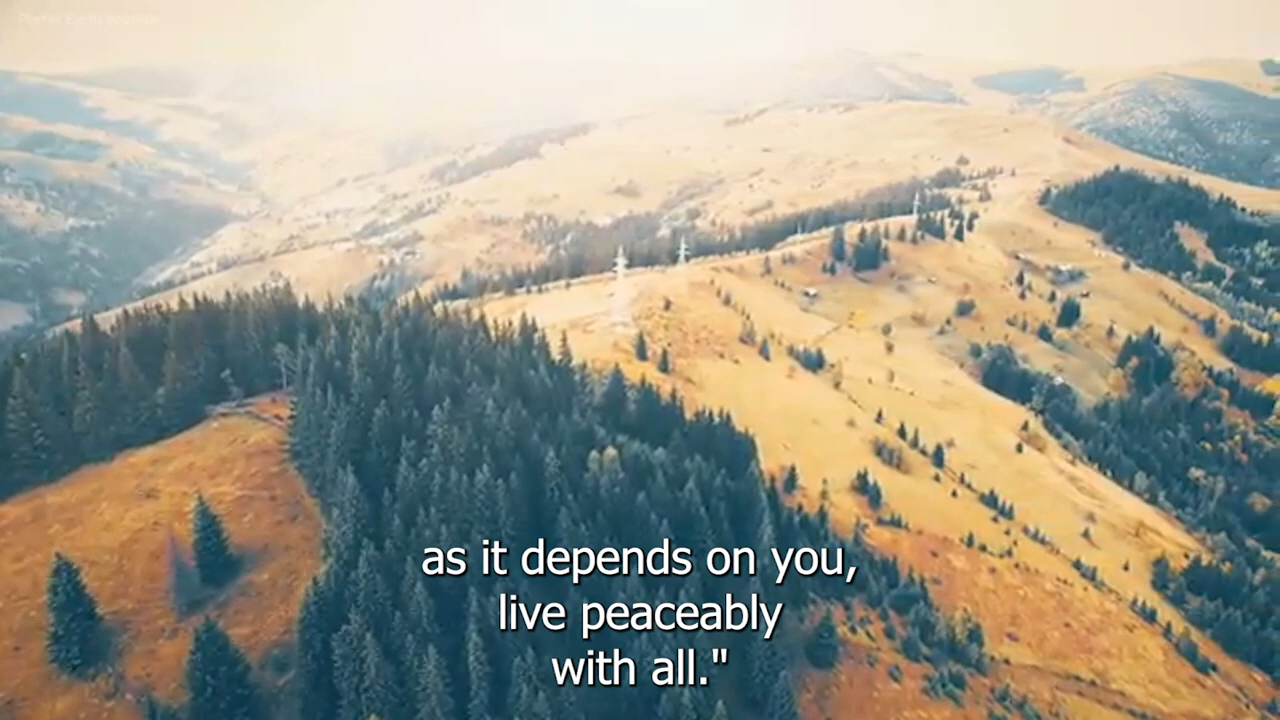 as it depends on you,
live peaceably
with all."